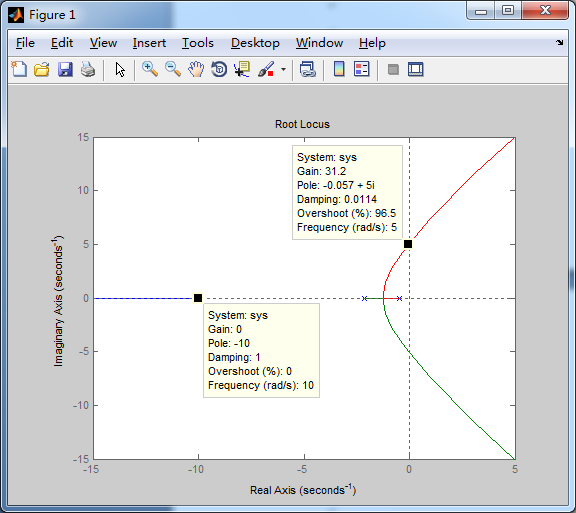 Figure 1
File Edit View Insert Tools Desktop Window Help
Root Locus
15
10
5
0
-5
-10
-15
Imaginary Axis (seconds⁻¹)
System: sys
Gain: 31.2
Pole: -0.057 + 5i
Damping: 0.0114
Overshoot (%): 96.5
Frequency (rad/s): 5
System: sys
Gain: 0
Pole: -10
Damping: 1
Overshoot (%): 0
Frequency (rad/s): 10
-15 -10 -5 0 5
Real Axis (seconds⁻¹)